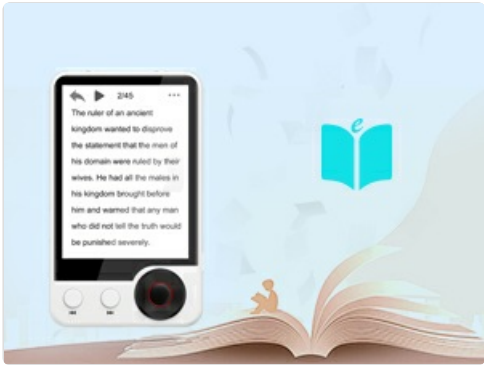 2/45
The ruler of an ancient
kingdom wanted to disprove
the statement that the men of
his domain were ruled by their
wives. He had all the males in
his kingdom brought before
him and warned that any man
who did not tell the truth would
be punished severely.
e